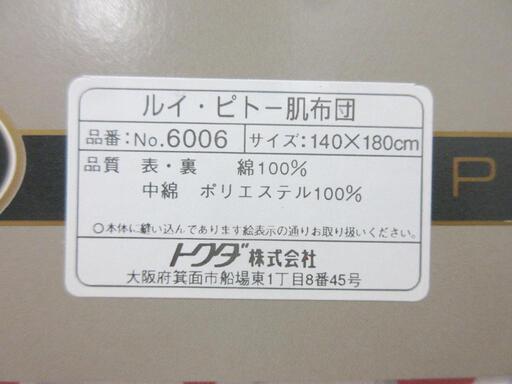 ルイ・ピトー肌布団
品番:No.6006 サイズ:140×180cm
品質 表・裏 綿100%
中綿 ポリエステル100%
○本体に縫い込んであります絵表示の通りお取り扱いください。
トクダ株式会社
大阪府箕面市船場東1丁目8番45号
P